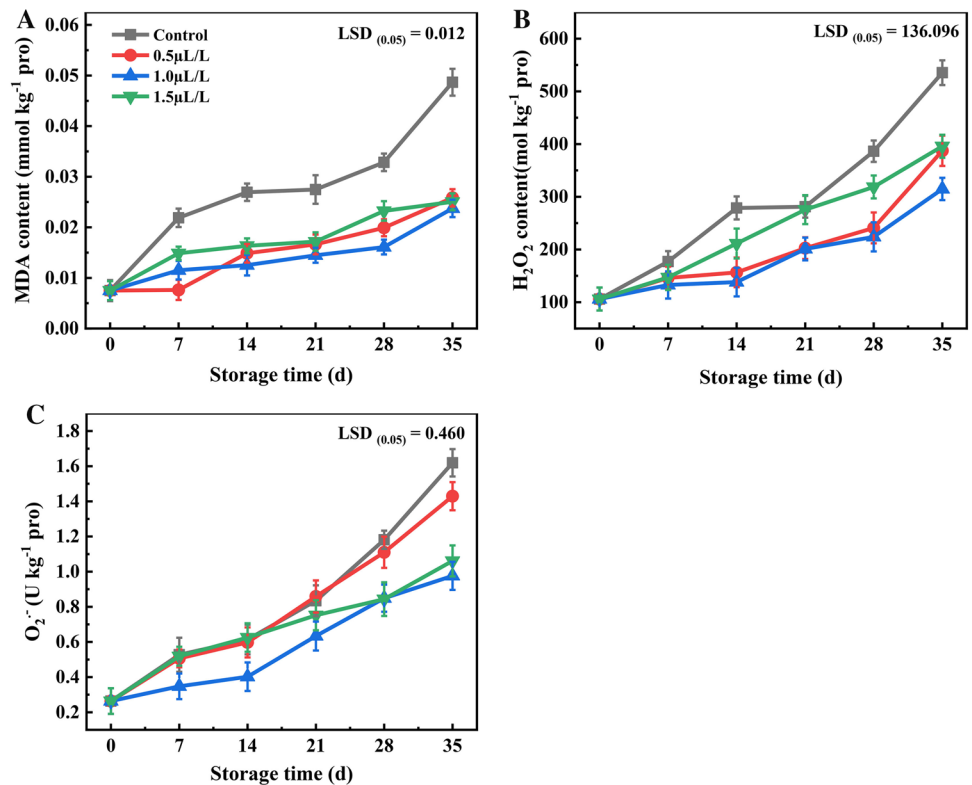 A
LSD (0.05) = 0.012
Control
0.5μL/L
1.0μL/L
1.5μL/L
MDA content (mmol kg⁻¹ pro)
0.06
0.05
0.04
0.03
0.02
0.01
0.00
0 7 14 21 28 35
Storage time (d)
B
LSD (0.05) = 136.096
H₂O₂ content(mol kg⁻¹ pro)
600
500
400
300
200
100
0 7 14 21 28 35
Storage time (d)
C
LSD (0.05) = 0.460
O₂·⁻ (U kg⁻¹ pro)
1.8
1.6
1.4
1.2
1.0
0.8
0.6
0.4
0.2
0 7 14 21 28 35
Storage time (d)